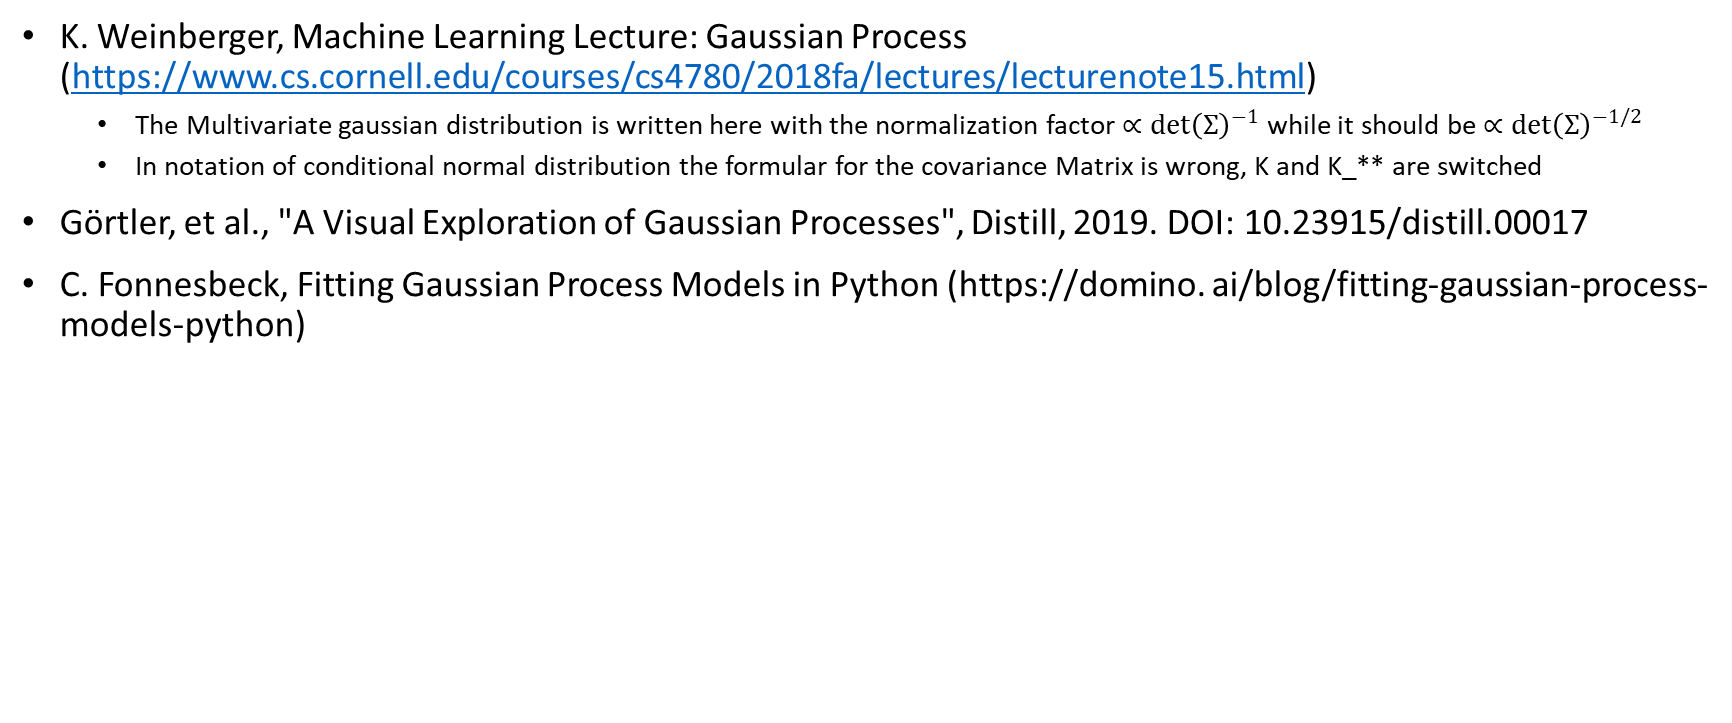 • K. Weinberger, Machine Learning Lecture: Gaussian Process
(https://www.cs.cornell.edu/courses/cs4780/2018fa/lectures/lecturenote15.html)
• The Multivariate gaussian distribution is written here with the normalization factor ∝ det(Σ)⁻¹ while it should be ∝ det(Σ)^−1/2
• In notation of conditional normal distribution the formular for the covariance Matrix is wrong, K and K_** are switched
• Görtler, et al., "A Visual Exploration of Gaussian Processes", Distill, 2019. DOI: 10.23915/distill.00017
• C. Fonnesbeck, Fitting Gaussian Process Models in Python (https://domino. ai/blog/fitting-gaussian-process-
models-python)